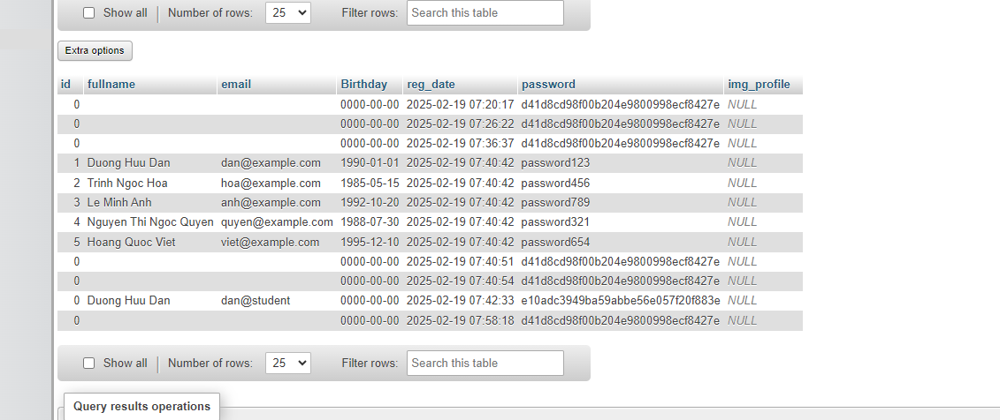 Show all Number of rows: 25 Filter rows: Search this table
Extra options
id fullname email Birthday reg_date password img_profile
0 0000-00-00 2025-02-19 07:20:17 d41d8cd98f00b204e9800998ecf8427e NULL
0 0000-00-00 2025-02-19 07:26:22 d41d8cd98f00b204e9800998ecf8427e NULL
0 0000-00-00 2025-02-19 07:36:37 d41d8cd98f00b204e9800998ecf8427e NULL
1 Duong Huu Dan dan@example.com 1990-01-01 2025-02-19 07:40:42 password123 NULL
2 Trinh Ngoc Hoa hoa@example.com 1985-05-15 2025-02-19 07:40:42 password456 NULL
3 Le Minh Anh anh@example.com 1992-10-20 2025-02-19 07:40:42 password789 NULL
4 Nguyen Thi Ngoc Quyen quyen@example.com 1988-07-30 2025-02-19 07:40:42 password321 NULL
5 Hoang Quoc Viet viet@example.com 1995-12-10 2025-02-19 07:40:42 password654 NULL
0 0000-00-00 2025-02-19 07:40:51 d41d8cd98f00b204e9800998ecf8427e NULL
0 0000-00-00 2025-02-19 07:40:54 d41d8cd98f00b204e9800998ecf8427e NULL
0 Duong Huu Dan dan@student 0000-00-00 2025-02-19 07:42:33 e10adc3949ba59abbe56e057f20f883e NULL
0 0000-00-00 2025-02-19 07:58:18 d41d8cd98f00b204e9800998ecf8427e NULL
Show all Number of rows: 25 Filter rows: Search this table
Query results operations